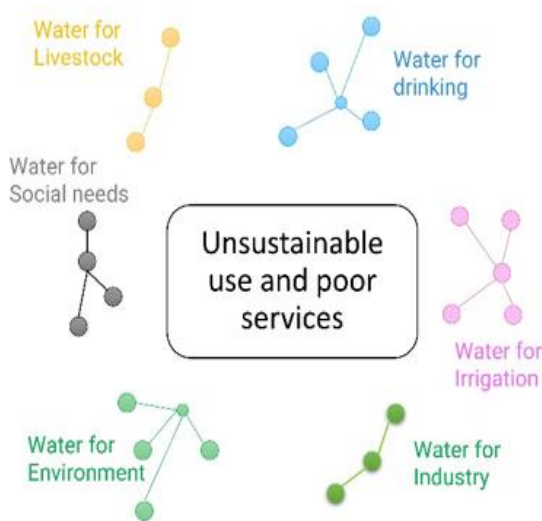 Water for
Livestock
Water for
drinking
Water for
Social needs
Unsustainable
use and poor
services
Water for
Irrigation
Water for
Environment
Water for
Industry